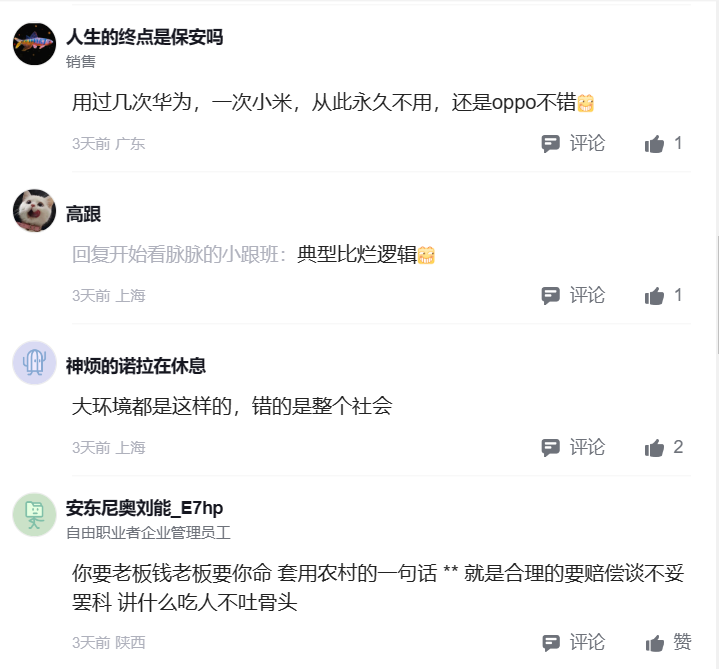 人生的终点是保安吗
销售
用过几次华为，一次小米，从此永久不用，还是oppo不错
3天前 广东 评论 1
高跟
回复开始看脉脉的小跟班：典型比烂逻辑
3天前 上海 评论 1
神烦的诺拉在休息
大环境都是这样的，错的是整个社会
3天前 上海 评论 2
安东尼奥刘能_E7hp
自由职业者企业管理员工
你要老板钱老板要你命 套用农村的一句话 ** 就是合理的要赔偿谈不妥
罢科 讲什么吃人不吐骨头
3天前 陕西 评论 赞